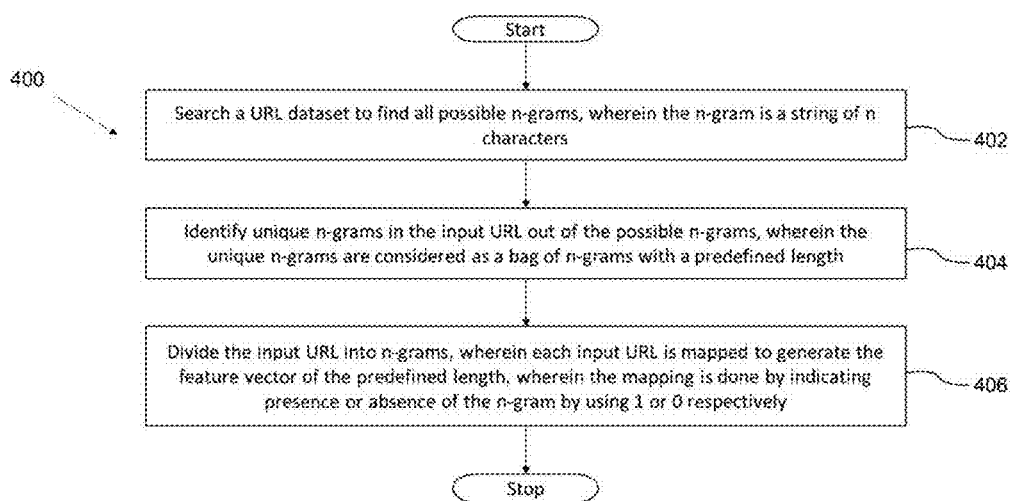 Start
400
Search a URL dataset to find all possible n-grams, wherein the n-gram is a string of n
characters
402
Identify unique n-grams in the input URL out of the possible n-grams, wherein the
unique n-grams are considered as a bag of n-grams with a predefined length
404
Divide the input URL into n-grams, wherein each input URL is mapped to generate the
feature vector of the predefined length, wherein the mapping is done by indicating
presence or absence of the n-gram by using 1 or 0 respectively
406
Stop